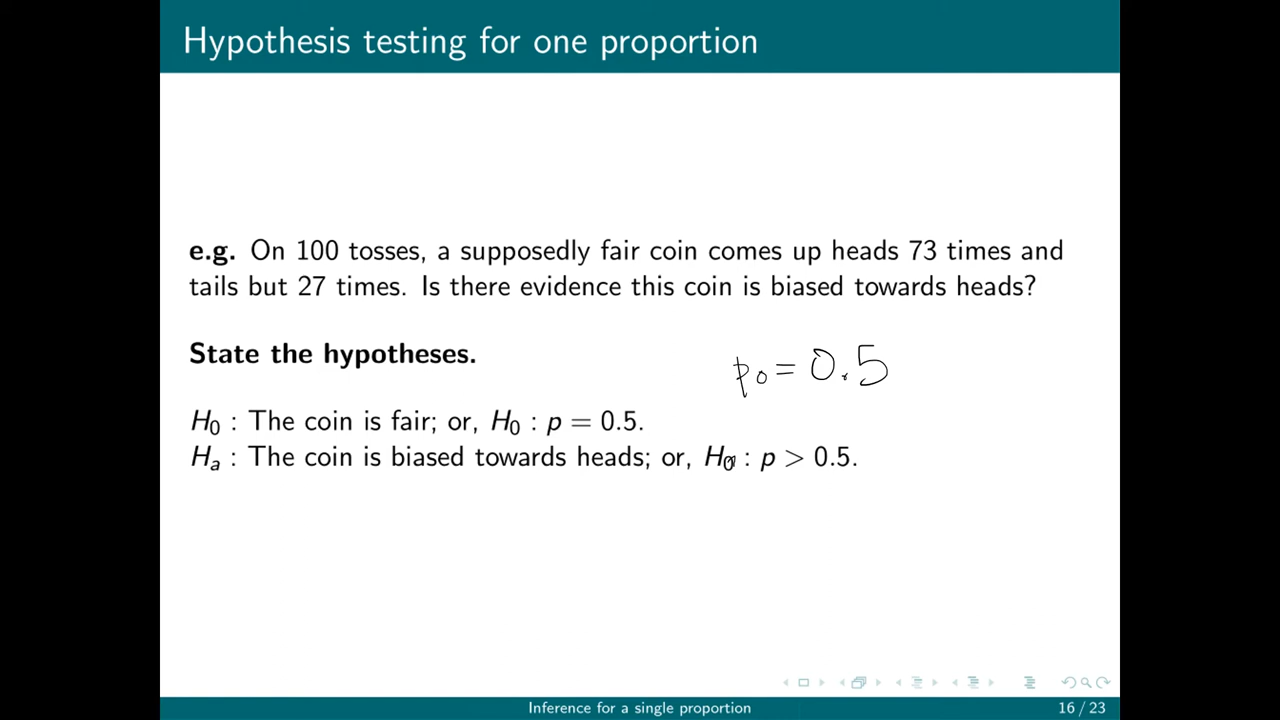 Hypothesis testing for one proportion
e.g. On 100 tosses, a supposedly fair coin comes up heads 73 times and
tails but 27 times. Is there evidence this coin is biased towards heads?
State the hypotheses.
p₀ = 0.5
H₀ : The coin is fair; or, H₀ : p = 0.5.
Hₐ : The coin is biased towards heads; or, Hₐ : p > 0.5.
Inference for a single proportion
16 / 23